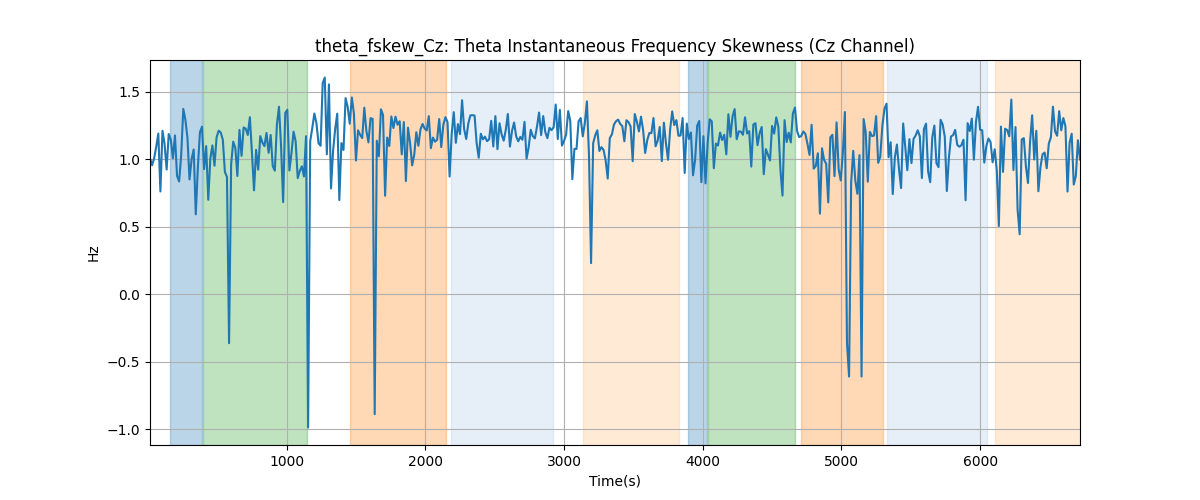 theta_fskew_Cz: Theta Instantaneous Frequency Skewness (Cz Channel)
1.5
1.0
0.5
0.0
−0.5
−1.0
Hz
1000 2000 3000 4000 5000 6000
Time(s)